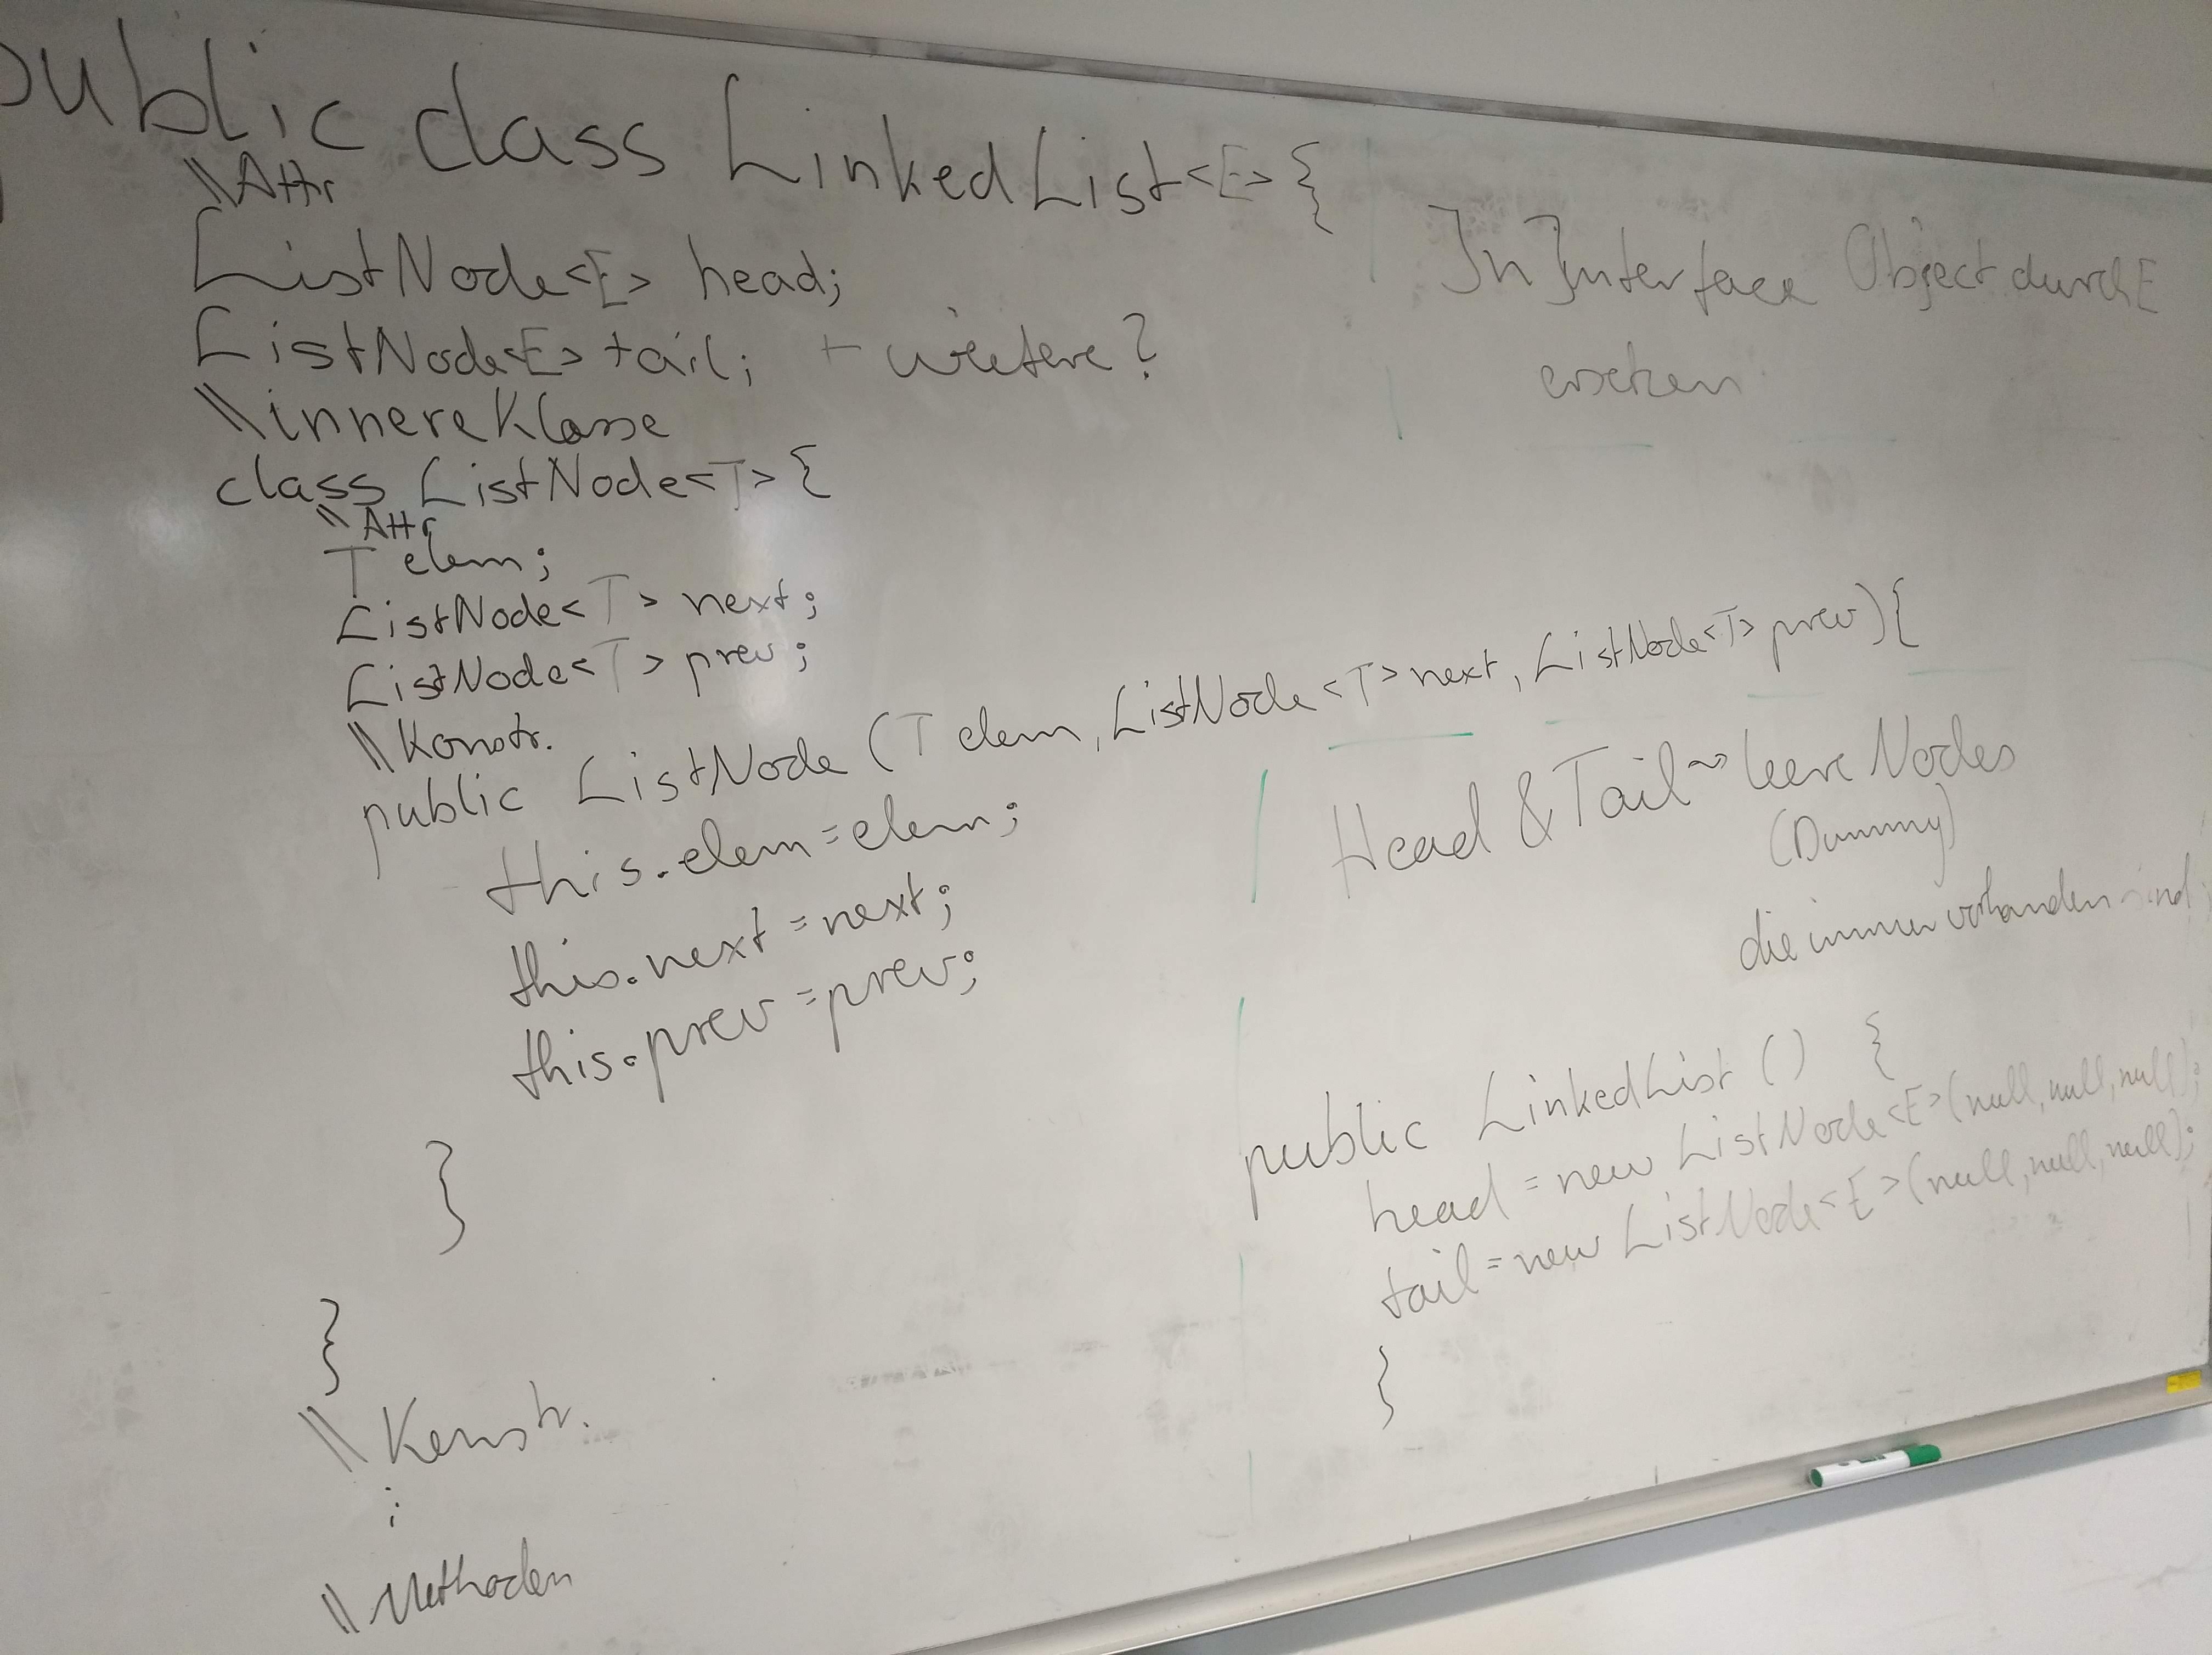 public class LinkedList<E> {
\\Attr
ListNode<E> head;
ListNode<E> tail; + weitere?
\\innere Klasse
class ListNode<T> {
\\Attr
T elem;
ListNode<T> next;
ListNode<T> prev;
\\Konstr.
public ListNode (T elem, ListNode<T> next, ListNode<T> prev) {
this.elem = elem;
this.next = next;
this.prev = prev;
}
}
\\Konstr.
:
\\Methoden
In Interface Object durch E
ersetzen
Head & Tail ~> leere Nodes
(Dummy)
die immer vorhanden sind
public LinkedList () {
head = new ListNode<E>(null, null, null);
tail = new ListNode<E>(null, null, null);
}